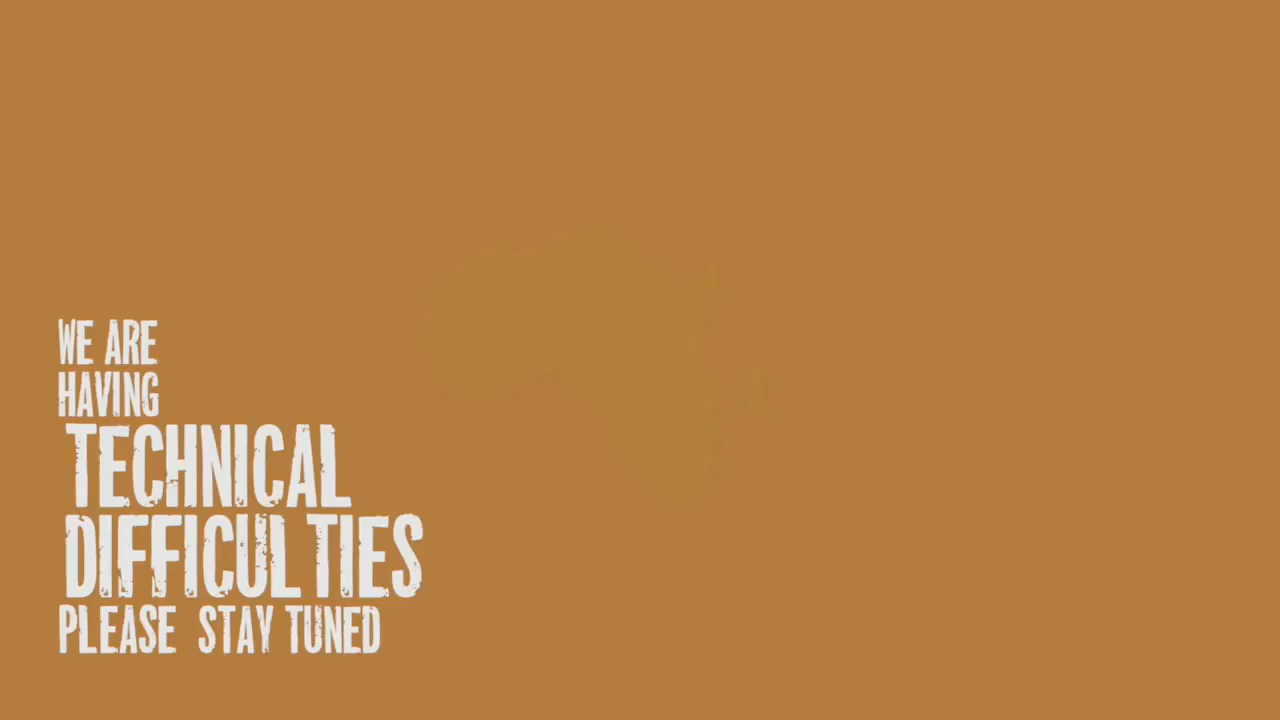 WE ARE
HAVING
TECHNICAL
DIFFICULTIES
PLEASE STAY TUNED